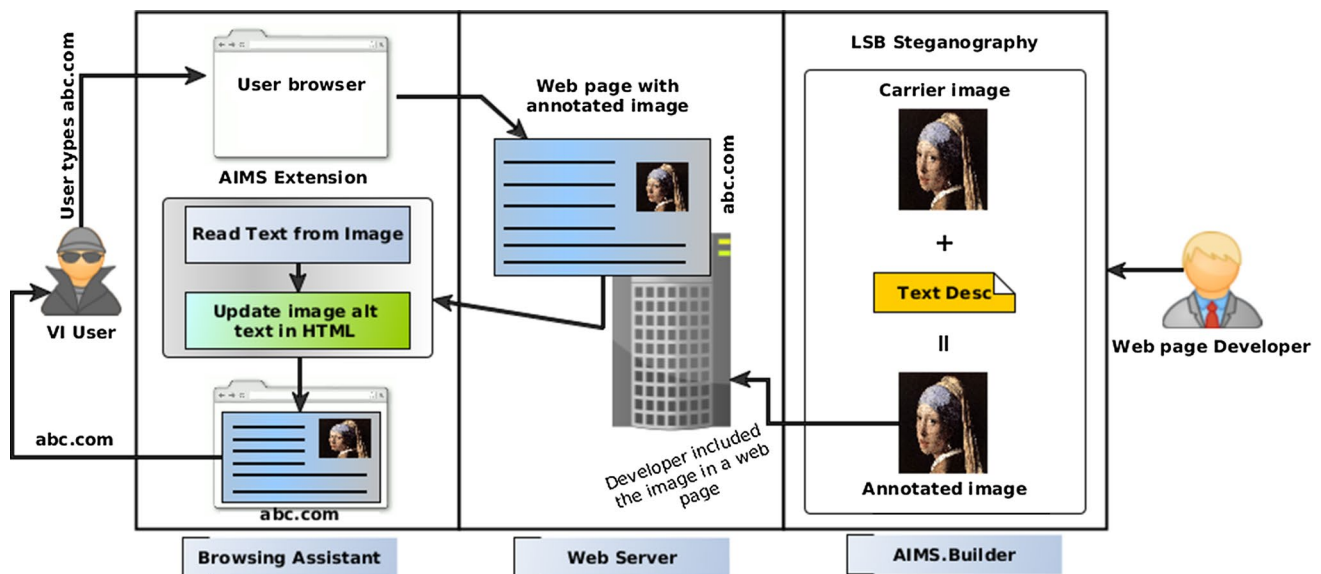 User types abc.com
VI User
abc.com
User browser
AIMS Extension
Read Text from Image
Update image alt
text in HTML
abc.com
Browsing Assistant
Web page with
annotated image
abc.com
Developer included
the image in a web
page
Web Server
LSB Steganography
Carrier image
+
Text Desc
=
Annotated image
AIMS.Builder
Web page Developer